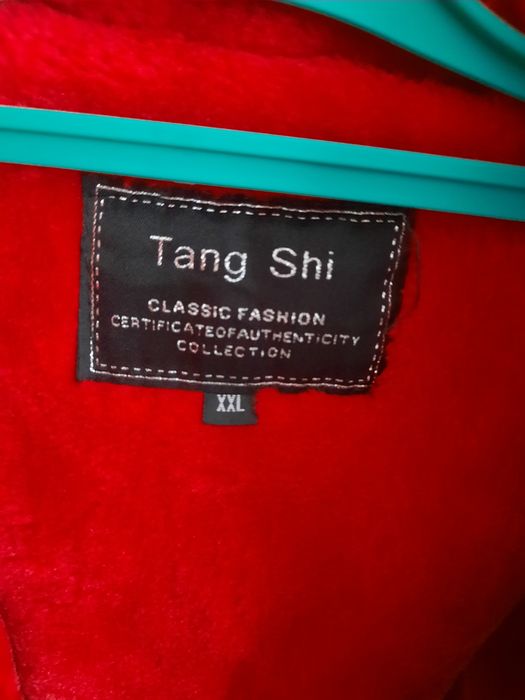 Tang Shi
CLASSIC FASHION
CERTIFICATEOFAUTHENTICITY
COLLECTION
XXL